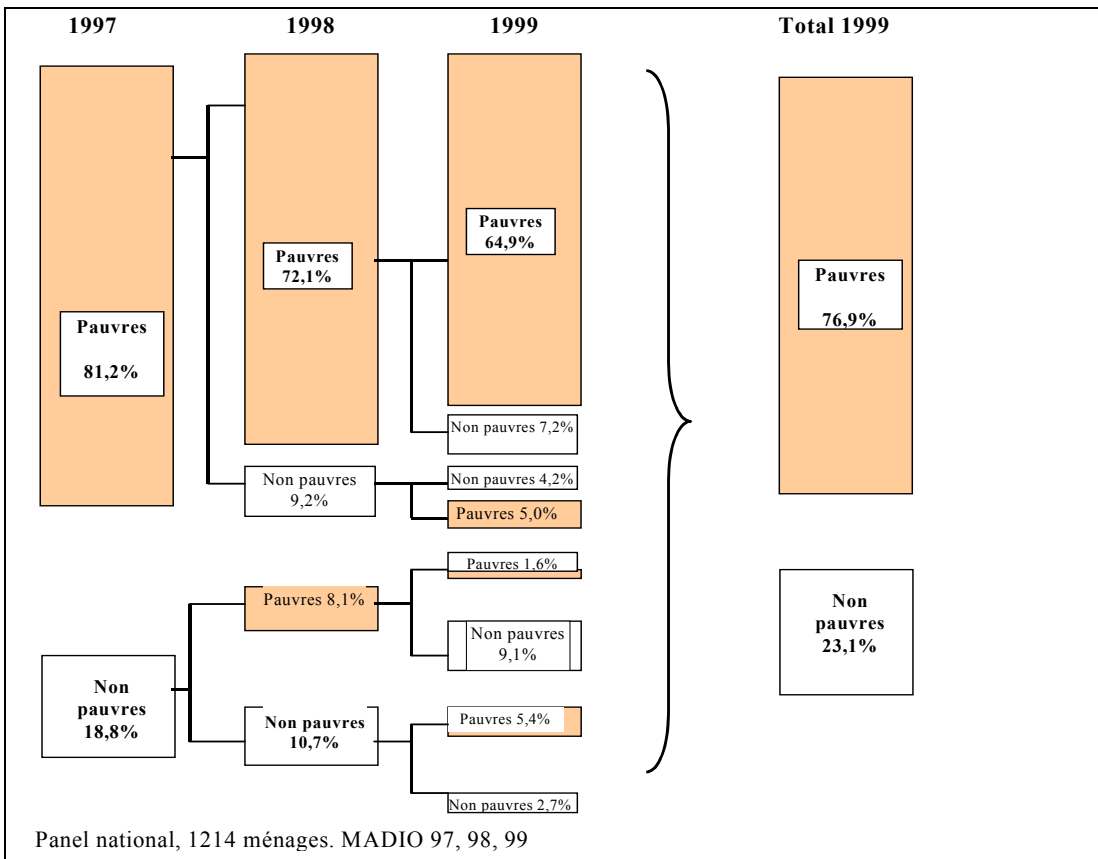 1997
1998
1999
Total 1999
Pauvres
81,2%
Pauvres
72,1%
Pauvres
64,9%
Non pauvres 7,2%
Non pauvres
9,2%
Non pauvres 4,2%
Pauvres 5,0%
Non
pauvres
18,8%
Pauvres 8,1%
Pauvres 1,6%
Non pauvres
9,1%
Non pauvres
10,7%
Pauvres 5,4%
Non pauvres 2,7%
Pauvres
76,9%
Non
pauvres
23,1%
Panel national, 1214 ménages. MADIO 97, 98, 99